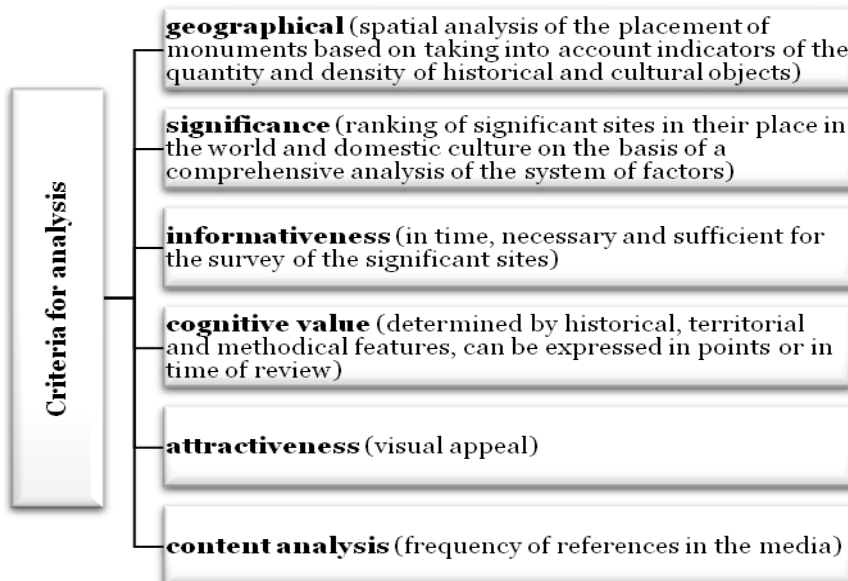 Criteria for analysis
geographical (spatial analysis of the placement of
monuments based on taking into account indicators of the
quantity and density of historical and cultural objects)
significance (ranking of significant sites in their place in
the world and domestic culture on the basis of a
comprehensive analysis of the system of factors)
informativeness (in time, necessary and sufficient for
the survey of the significant sites)
cognitive value (determined by historical, territorial
and methodical features, can be expressed in points or in
time of review)
attractiveness (visual appeal)
content analysis (frequency of references in the media)